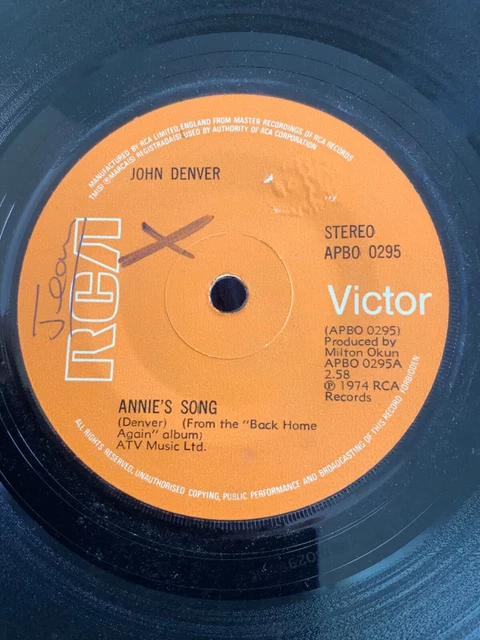 MANUFACTURED BY RCA LIMITED, ENGLAND FROM MASTER RECORDINGS OF RCA RECORDS
TM(S) ® MARCA(S) REGISTRADA(S) USED BY AUTHORITY OF RCA CORPORATION
JOHN DENVER
STEREO
APBO 0295
Jean
RCA
Victor
(APBO 0295)
Produced by
Milton Okun
APBO 0295A
2.58
℗ 1974 RCA
Records
ANNIE'S SONG
(Denver) (From the "Back Home
Again" album)
ATV Music Ltd.
ALL RIGHTS RESERVED, UNAUTHORISED COPYING, PUBLIC PERFORMANCE AND BROADCASTING OF THIS RECORD FORBIDDEN